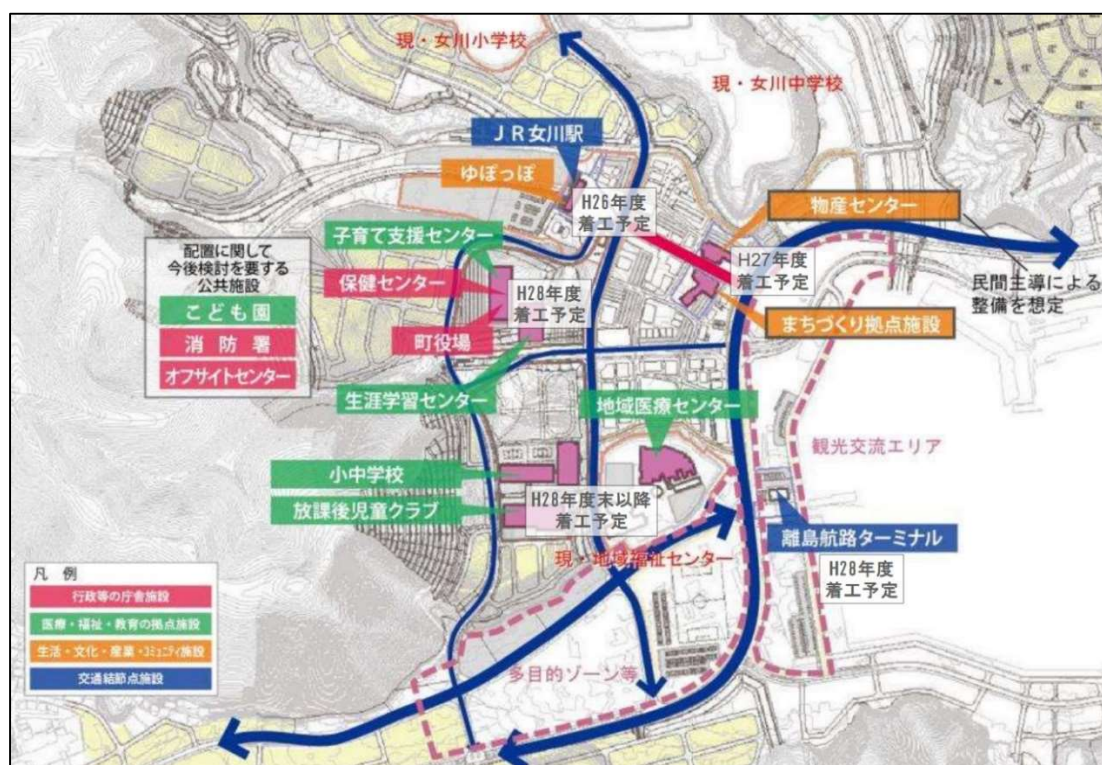 現・女川小学校
現・女川中学校
JR女川駅
ゆぽっぽ
H26年度
着工予定
物産センター
子育て支援センター
配置に関して
今後検討を要する
公共施設
こども園
消防署
オフサイトセンター
保健センター
H28年度
着工予定
町役場
H27年度
着工予定
民間主導による
整備を想定
まちづくり拠点施設
生涯学習センター
地域医療センター
観光交流エリア
小中学校
放課後児童クラブ
H28年度末以降
着工予定
離島航路ターミナル
現・地域福祉センター
H28年度
着工予定
凡例
行政等の庁舎施設
医療・福祉・教育の拠点施設
生活・文化・産業・コミュニティ施設
交通結節点施設
多目的ゾーン等